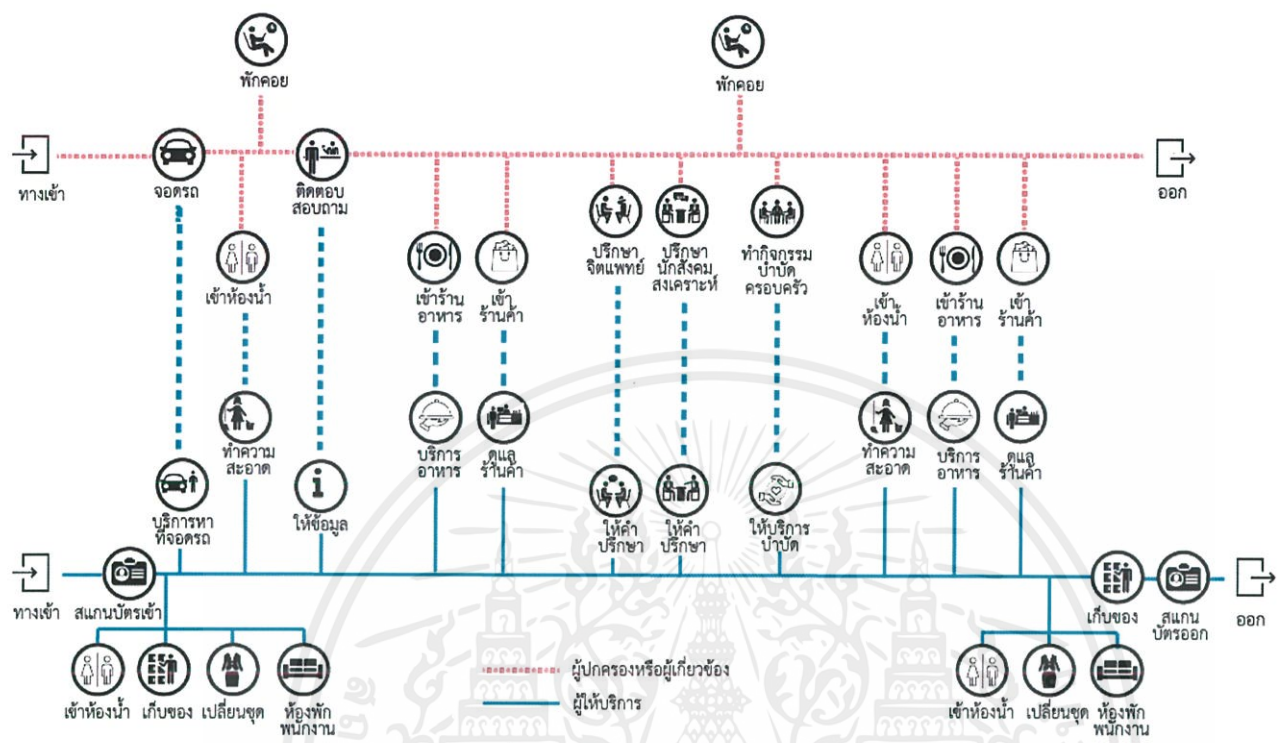 พักคอย
พักคอย
ทางเข้า
จอดรถ
ติดตอบ
สอบถาม
ออก
เข้าห้องน้ำ
เข้าร้าน
อาหาร
เข้า
ร้านค้า
ปรึกษา
จิตแพทย์
ปรึกษา
นักสังคม
สงเคราะห์
ทำกิจกรรม
บำบัด
ครอบครัว
เข้า
ห้องน้ำ
เข้าร้าน
อาหาร
เข้า
ร้านค้า
ทำความ
สะอาด
บริการ
อาหาร
ดูแล
ร้านค้า
ทำความ
สะอาด
บริการ
อาหาร
ดูแล
ร้านค้า
บริการหา
ที่จอดรถ
i
ให้ข้อมูล
ให้คำ
ปรึกษา
ให้คำ
ปรึกษา
ให้บริการ
บำบัด
ทางเข้า
สแกนบัตรเข้า
เก็บของ
สแกน
บัตรออก
ออก
เข้าห้องน้ำ
เก็บของ
เปลี่ยนชุด
ห้องพัก
พนักงาน
ผู้ปกครองหรือผู้เกี่ยวข้อง
ผู้ให้บริการ
เข้าห้องน้ำ
เปลี่ยนชุด
ห้องพัก
พนักงาน